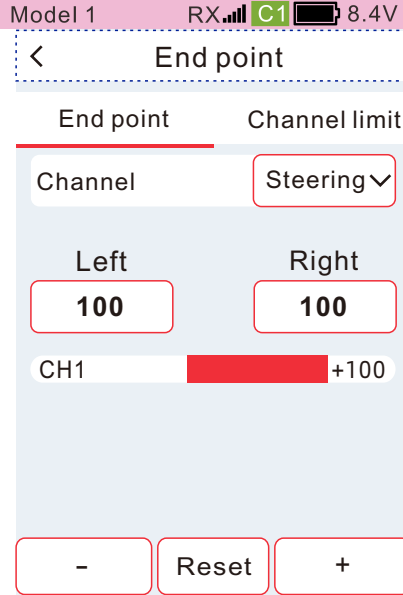 Model 1 RX C1 8.4V
< End point
End point Channel limit
Channel Steering
Left Right
100 100
CH1 +100
- Reset +